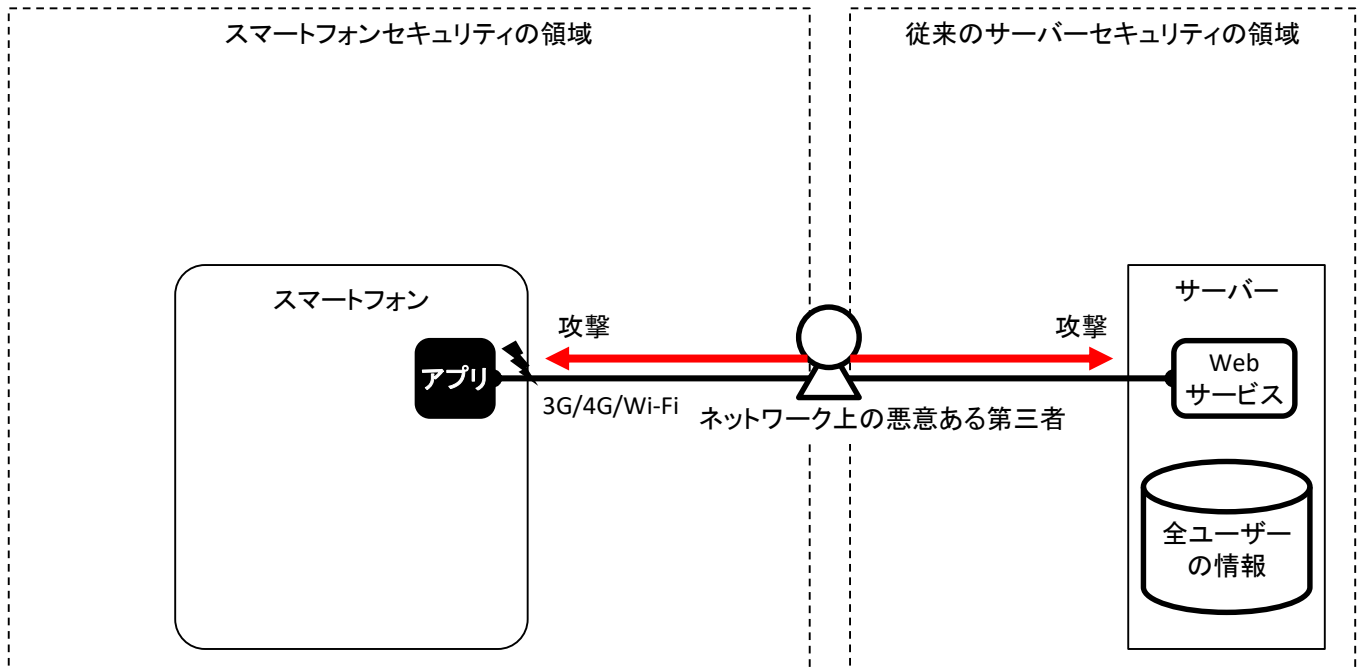 スマートフォンセキュリティの領域
従来のサーバーセキュリティの領域
スマートフォン
サーバー
攻撃
攻撃
アプリ
Web
サービス
3G/4G/Wi-Fi
ネットワーク上の悪意ある第三者
全ユーザー
の情報